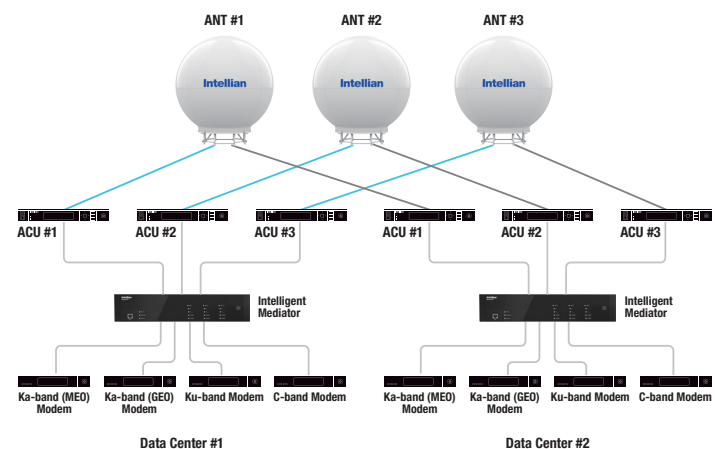 ANT #1 ANT #2 ANT #3
Intellian Intellian Intellian
ACU #1 ACU #2 ACU #3 ACU #1 ACU #2 ACU #3
Intelligent
Mediator
Intelligent
Mediator
Ka-band (MEO)
Modem
Ka-band (GEO)
Modem
Ku-band Modem
C-band Modem
Ka-band (MEO)
Modem
Ka-band (GEO)
Modem
Ku-band Modem
C-band Modem
Data Center #1 Data Center #2